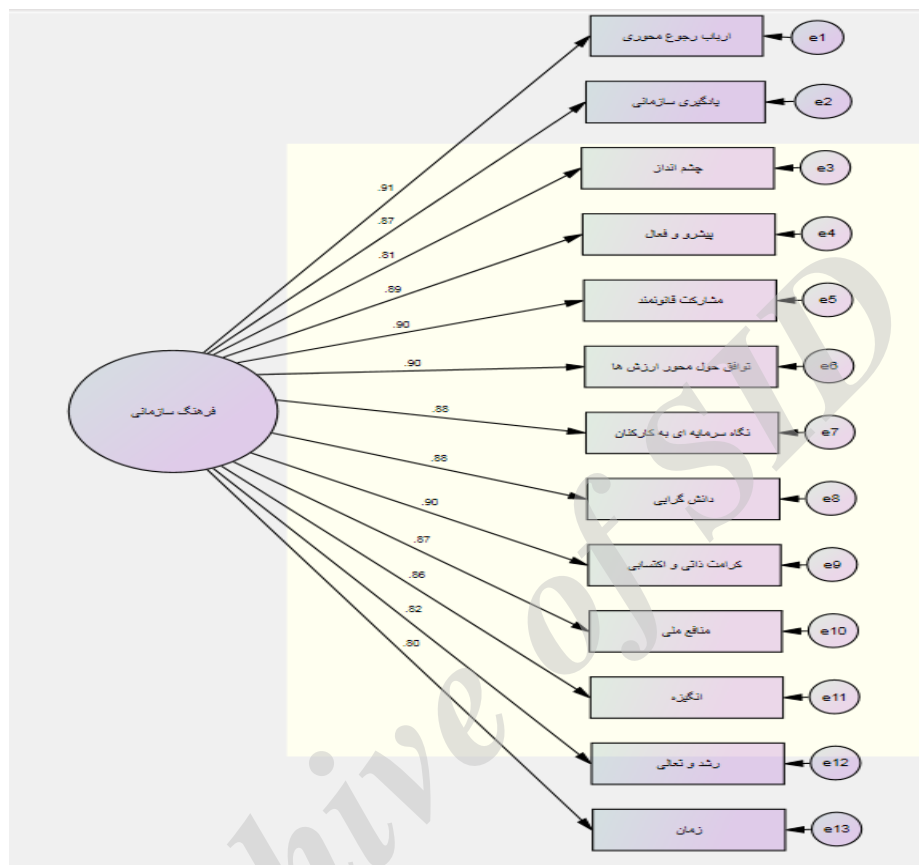 ارباب رجوع محوری
e1
یادگیری سازمانی
e2
چشم انداز
e3
پیشرو و فعال
e4
مشارکت قانونمند
e5
توافق حول محور ارزش ها
e6
نگاه سرمایه ای به کارکنان
e7
دانش گرایی
e8
کرامت ذاتی و اکتسابی
e9
منافع ملی
e10
انگیزه
e11
رشد و تعالی
e12
زمان
e13
فرهنگ سازمانی
.91
.87
.81
.89
.90
.90
.88
.88
.90
.87
.86
.82
.80
hive of SID